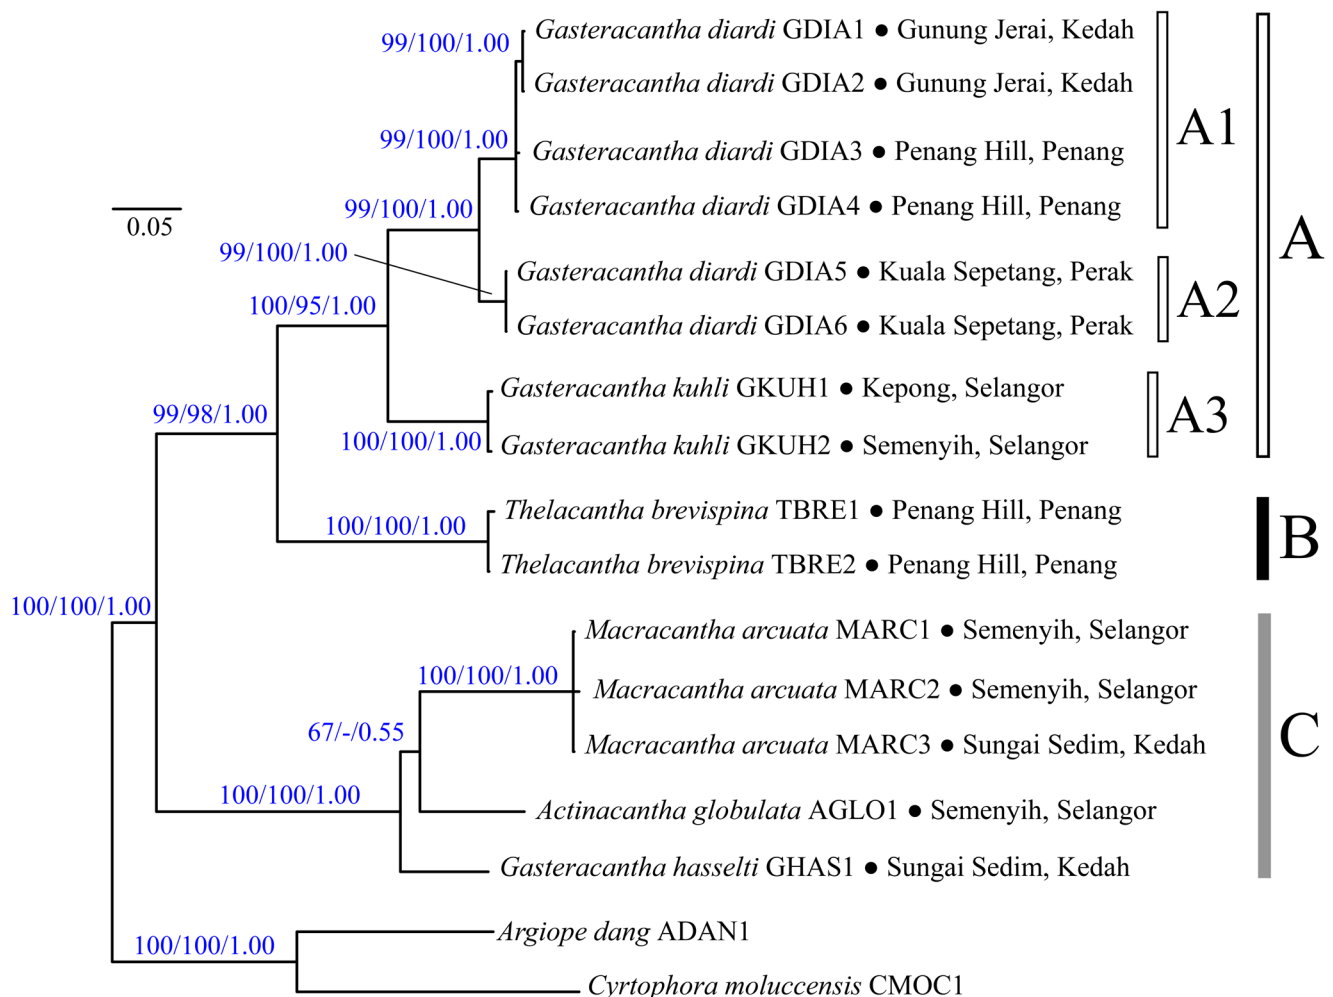 99/100/1.00
Gasteracantha diardi GDIA1 ● Gunung Jerai, Kedah
Gasteracantha diardi GDIA2 ● Gunung Jerai, Kedah
A1
99/100/1.00
Gasteracantha diardi GDIA3 ● Penang Hill, Penang
Gasteracantha diardi GDIA4 ● Penang Hill, Penang
99/100/1.00
0.05
A
99/100/1.00
Gasteracantha diardi GDIA5 ● Kuala Sepetang, Perak
A2
100/95/1.00
Gasteracantha diardi GDIA6 ● Kuala Sepetang, Perak
Gasteracantha kuhli GKUH1 ● Kepong, Selangor
99/98/1.00
A3
100/100/1.00
Gasteracantha kuhli GKUH2 ● Semenyih, Selangor
Thelacantha brevispina TBRE1 ● Penang Hill, Penang
100/100/1.00
B
Thelacantha brevispina TBRE2 ● Penang Hill, Penang
100/100/1.00
Macracantha arcuata MARC1 ● Semenyih, Selangor
100/100/1.00
Macracantha arcuata MARC2 ● Semenyih, Selangor
67/-/0.55
C
Macracantha arcuata MARC3 ● Sungai Sedim, Kedah
100/100/1.00
Actinacantha globulata AGLO1 ● Semenyih, Selangor
Gasteracantha hasselti GHAS1 ● Sungai Sedim, Kedah
Argiope dang ADAN1
100/100/1.00
Cyrtophora moluccensis CMOC1